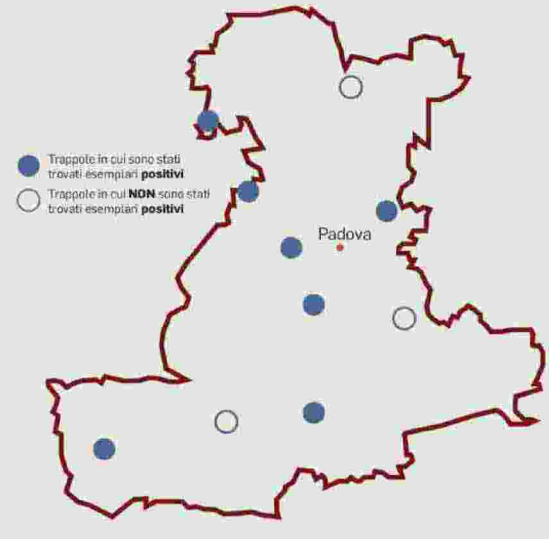 Trappole in cui sono stati
trovati esemplari positivi
Trappole in cui NON sono stati
trovati esemplari positivi
Padova